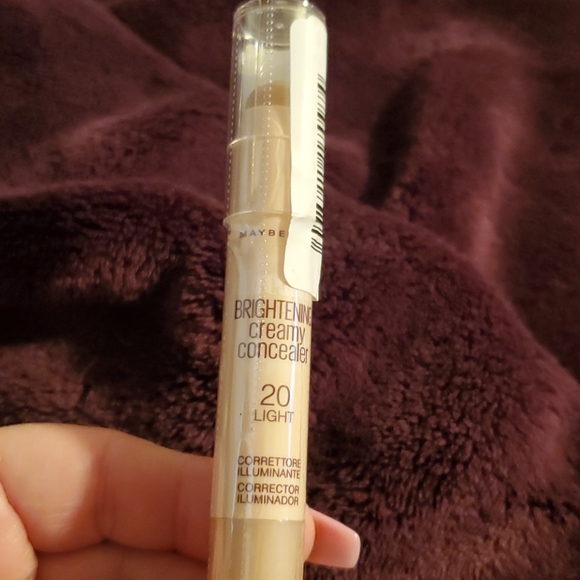 BRIGHTENING
creamy
concealer
20
LIGHT
CORRETTORE
ILLUMINANTE
CORRECTOR
ILUMINADOR